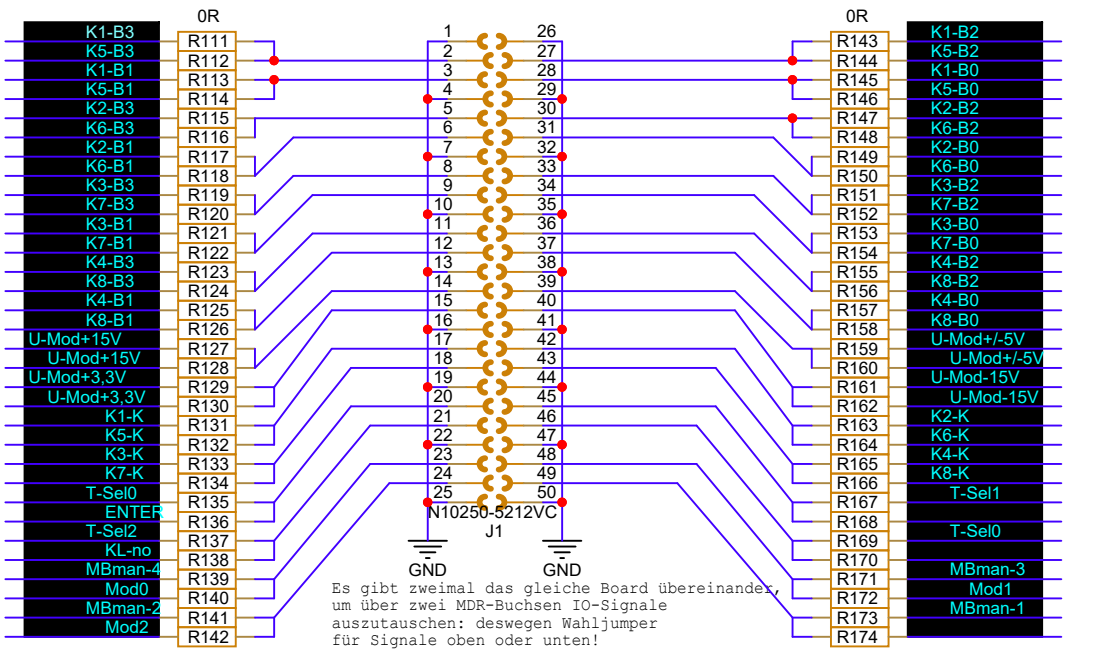 0R
K1-B3 R111
K5-B3 R112
K1-B1 R113
K5-B1 R114
K2-B3 R115
K6-B3 R116
K2-B1 R117
K6-B1 R118
K3-B3 R119
K7-B3 R120
K3-B1 R121
K7-B1 R122
K4-B3 R123
K8-B3 R124
K4-B1 R125
K8-B1 R126
U-Mod+15V R127
U-Mod+15V R128
U-Mod+3,3V R129
U-Mod+3,3V R130
K1-K R131
K5-K R132
K3-K R133
K7-K R134
T-Sel0 R135
ENTER R136
T-Sel2 R137
KL-no R138
MBman-4 R139
Mod0 R140
MBman-2 R141
Mod2 R142
1 26
2 27
3 28
4 29
5 30
6 31
7 32
8 33
9 34
10 35
11 36
12 37
13 38
14 39
15 40
16 41
17 42
18 43
19 44
20 45
21 46
22 47
23 48
24 49
25 50
N10250-5212VC
J1
GND GND
Es gibt zweimal das gleiche Board übereinander,
um über zwei MDR-Buchsen IO-Signale
auszutauschen: deswegen Wahljumper
für Signale oben oder unten!
0R
R143 K1-B2
R144 K5-B2
R145 K1-B0
R146 K5-B0
R147 K2-B2
R148 K6-B2
R149 K2-B0
R150 K6-B0
R151 K3-B2
R152 K7-B2
R153 K3-B0
R154 K7-B0
R155 K4-B2
R156 K8-B2
R157 K4-B0
R158 K8-B0
R159 U-Mod+/-5V
R160 U-Mod+/-5V
R161 U-Mod-15V
R162 U-Mod-15V
R163 K2-K
R164 K6-K
R165 K4-K
R166 K8-K
R167 T-Sel1
R168
R169 T-Sel0
R170
R171 MBman-3
R172 Mod1
R173 MBman-1
R174